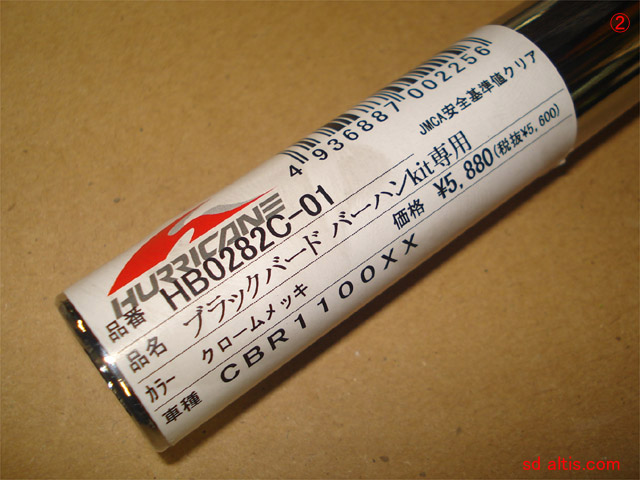 ②
4 936887 002256
JMCA安全基準値クリア
HURRICANE
品番 HB0282C-01
品名 ブラックバード バーハンkit専用
カラー クロームメッキ 価格 ¥5,880(税抜¥5,600)
車種 CBR1100XX
sd.altis.com